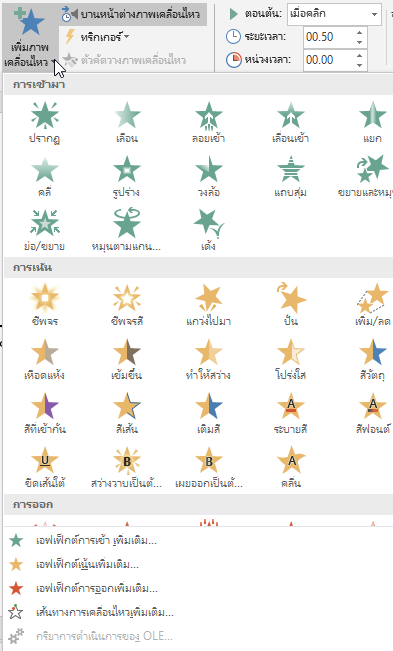 เพิ่มภาพ
เคลื่อนไหว
บานหน้าต่างภาพเคลื่อนไหว
ทริกเกอร์
ตัวคัดวางภาพเคลื่อนไหว
เริ่มต้น: เมื่อคลิก
ระยะเวลา: 00.50
หน่วงเวลา: 00.00
การเข้ามา
ปรากฏ เลือน ลอยเข้า เลือนเข้า แยก
คลี่ รูปร่าง วงล้อ แถบสุ่ม ขยายและหมุ
ย่อ/ขยาย หมุนตามแกน... เด้ง
การเน้น
ชีพจร ชีพจรสี แกว่งไปมา ปั่น เพิ่ม/ลด
เหือดแห้ง เข้มขึ้น ทำให้สว่าง โปร่งใส สีวัตถุ
สีที่เข้ากัน สีเส้น เติมสี ระบายสี สีฟอนต์
ขีดเส้นใต้ สว่างวาบเป็นตั... เผยออกเป็นตั... คลื่น
การออก
เอฟเฟ็กต์การเข้า เพิ่มเติม...
เอฟเฟ็กต์เน้นเพิ่มเติม...
เอฟเฟ็กต์การออกเพิ่มเติม...
เส้นทางการเคลื่อนไหวเพิ่มเติม...
กริยาการดำเนินการของ OLE...